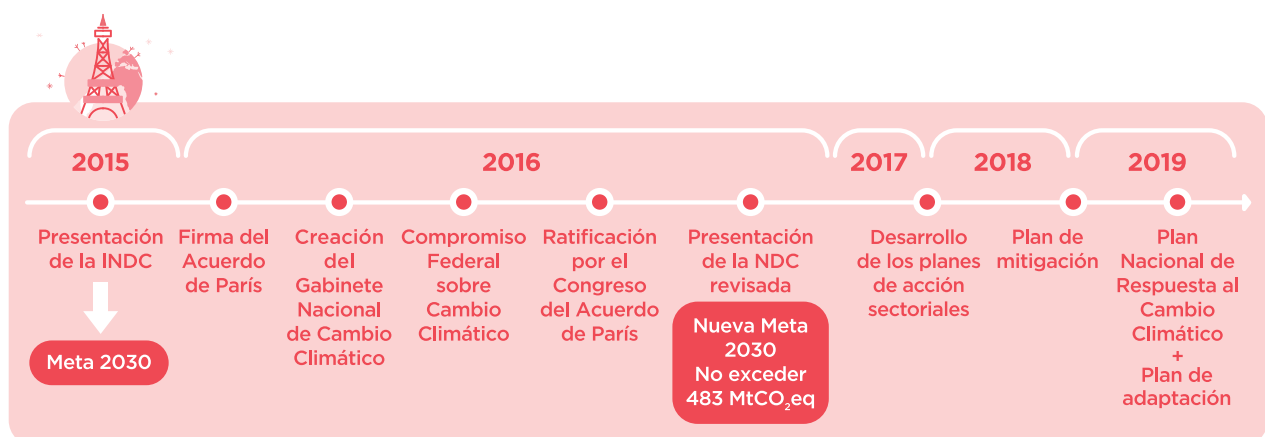 2015
2016
2017
2018
2019
Presentación
de la INDC
Meta 2030
Firma del
Acuerdo
de París
Creación
del
Gabinete
Nacional
de Cambio
Climático
Compromiso
Federal
sobre
Cambio
Climático
Ratificación
por el
Congreso
del Acuerdo
de París
Presentación
de la NDC
revisada
Nueva Meta
2030
No exceder
483 MtCO₂eq
Desarrollo
de los planes
de acción
sectoriales
Plan de
mitigación
Plan
Nacional de
Respuesta al
Cambio
Climático
+
Plan de
adaptación